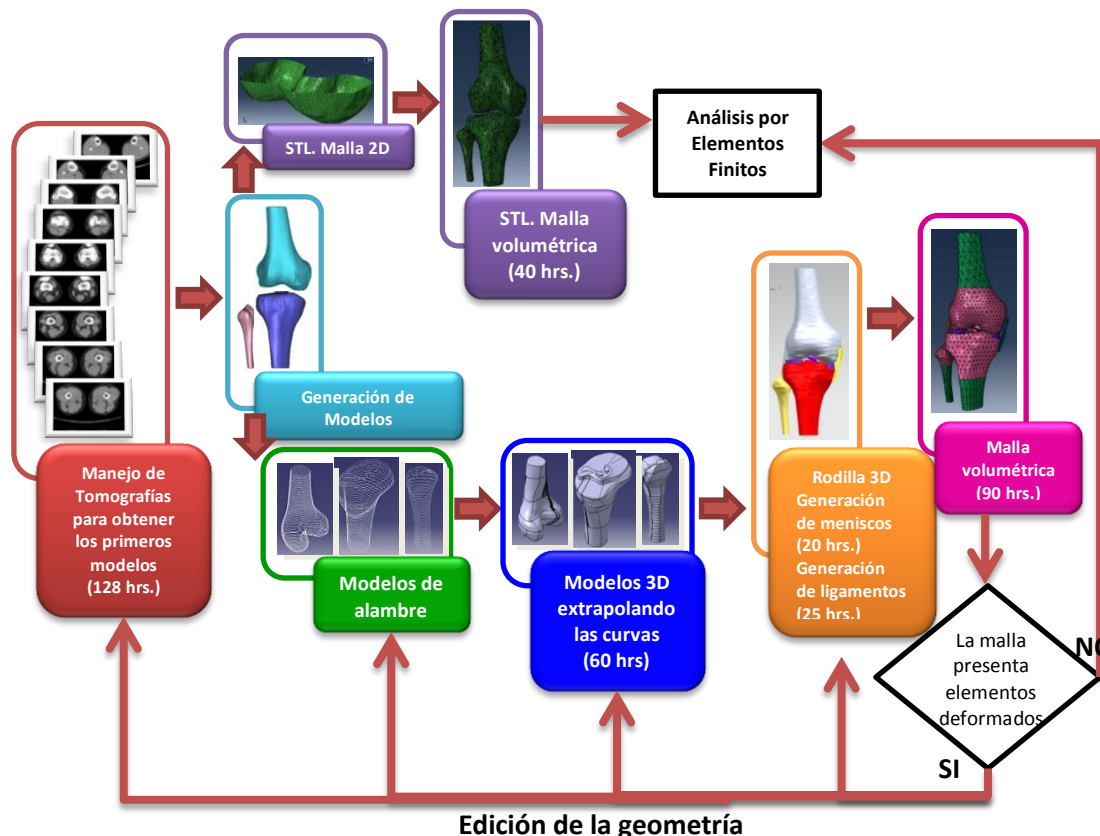 STL. Malla 2D
STL. Malla
volumétrica
(40 hrs.)
Análisis por
Elementos
Finitos
Manejo de
Tomografías
para obtener
los primeros
modelos
(128 hrs.)
Generación de
Modelos
Modelos de
alambre
Modelos 3D
extrapolando
las curvas
(60 hrs)
Rodilla 3D
Generación
de meniscos
(20 hrs.)
Generación
de ligamentos
(25 hrs.)
Malla
volumétrica
(90 hrs.)
La malla
presenta
elementos
deformados
NO
SI
Edición de la geometría